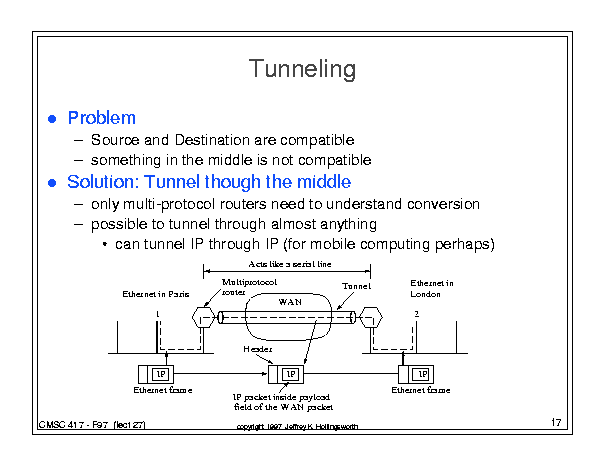 Tunneling
● Problem
– Source and Destination are compatible
– something in the middle is not compatible
● Solution: Tunnel though the middle
– only multi-protocol routers need to understand conversion
– possible to tunnel through almost anything
• can tunnel IP through IP (for mobile computing perhaps)
Acts like a serial line
Ethernet in Paris
Multiprotocol
router
WAN
Tunnel
Ethernet in
London
1
2
Header
IP
IP
IP
Ethernet frame
IP packet inside payload
field of the WAN packet
Ethernet frame
CMSC 417 - F97 (lect 27)
copyright 1997 Jeffrey K. Hollingsworth
17